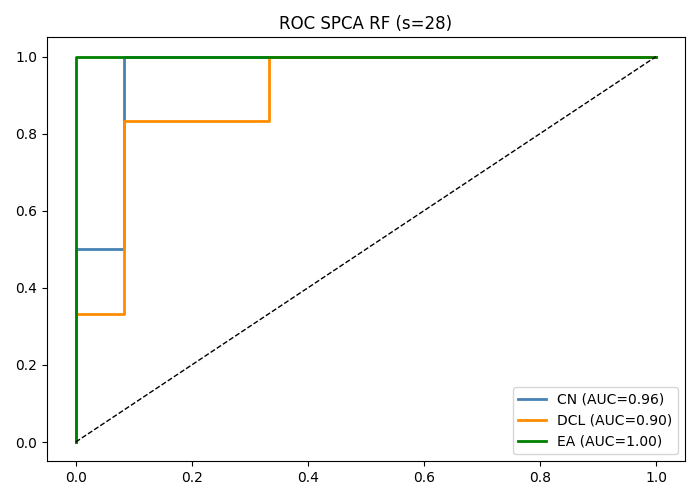 ROC SPCA RF (s=28)
1.0
0.8
0.6
0.4
0.2
0.0
0.0 0.2 0.4 0.6 0.8 1.0
CN (AUC=0.96)
DCL (AUC=0.90)
EA (AUC=1.00)